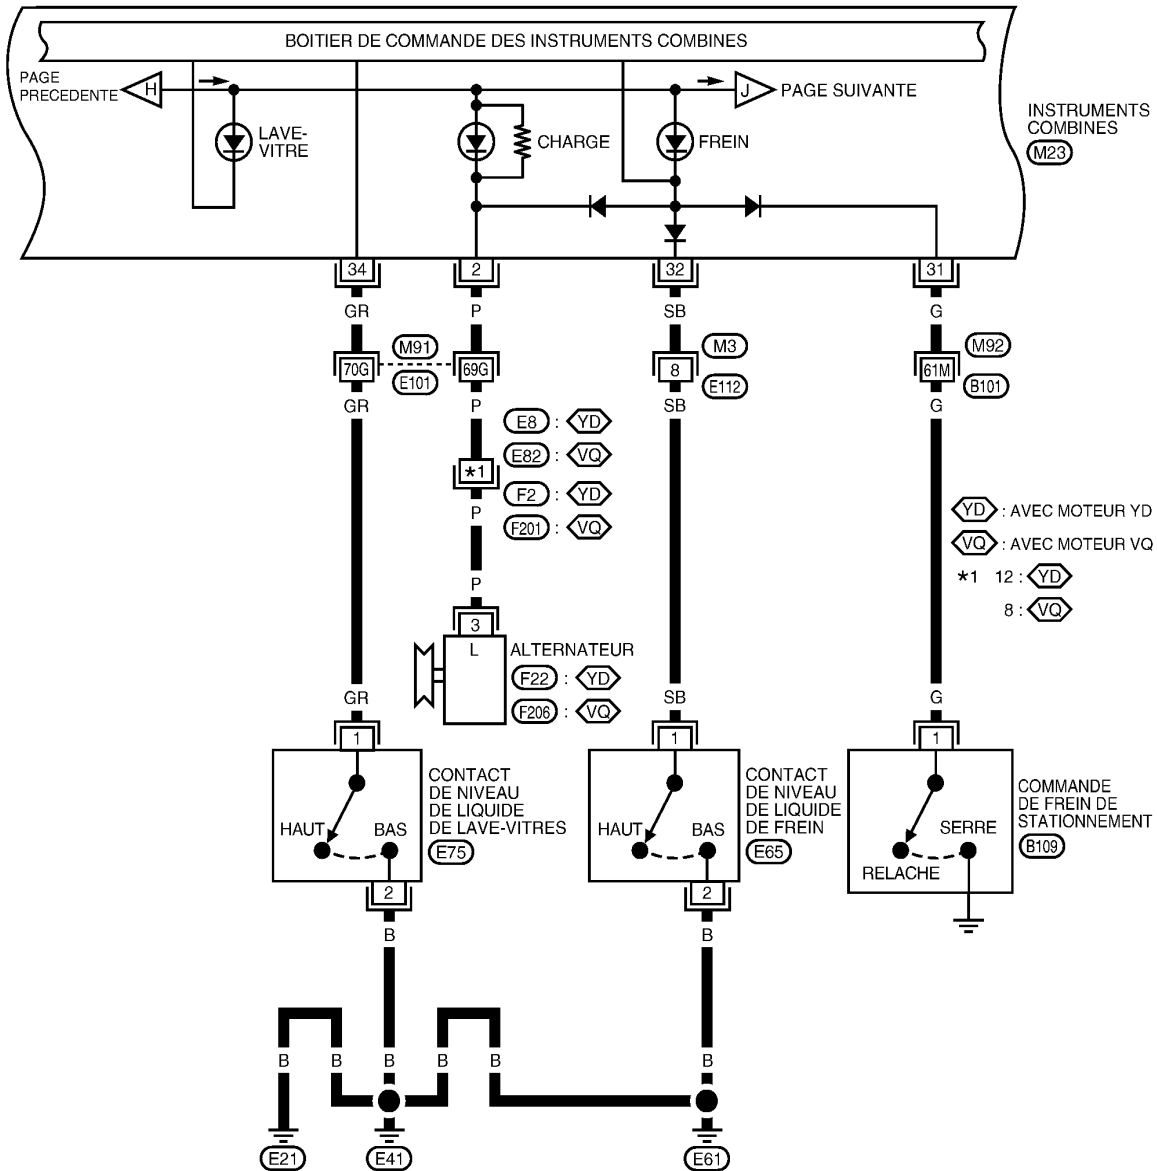 BOITIER DE COMMANDE DES INSTRUMENTS COMBINES
PAGE
PRECEDENTE
H
J
PAGE SUIVANTE
LAVE-
VITRE
CHARGE
FREIN
INSTRUMENTS
COMBINES
M23
34
2
32
31
GR
P
SB
G
M91
M3
M92
70G
69G
8
61M
E101
E112
B101
GR
P
SB
G
E8 : YD
E82 : VQ
*1
F2 : YD
F201 : VQ
P
YD : AVEC MOTEUR YD
VQ : AVEC MOTEUR VQ
*1 12 : YD
8 : VQ
P
3
L
ALTERNATEUR
F22 : YD
F206 : VQ
GR
SB
G
1
1
1
CONTACT
DE NIVEAU
DE LIQUIDE
DE LAVE-VITRES
E75
HAUT
BAS
CONTACT
DE NIVEAU
DE LIQUIDE
DE FREIN
E65
HAUT
BAS
COMMANDE
DE FREIN DE
STATIONNEMENT
B109
SERRE
RELACHE
2
2
B
B
B
B
B
B
B
B
E21
E41
E61